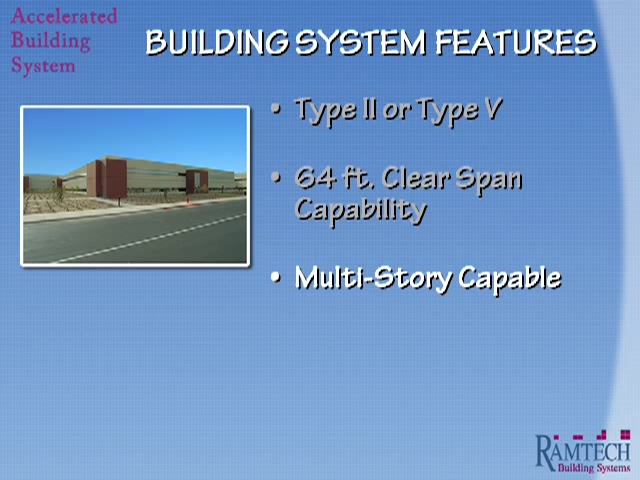 Accelerated
Building
System
BUILDING SYSTEM FEATURES
• Type II or Type V
• 64 ft. Clear Span
Capability
• Multi-Story Capable
RAMTECH
Building Systems